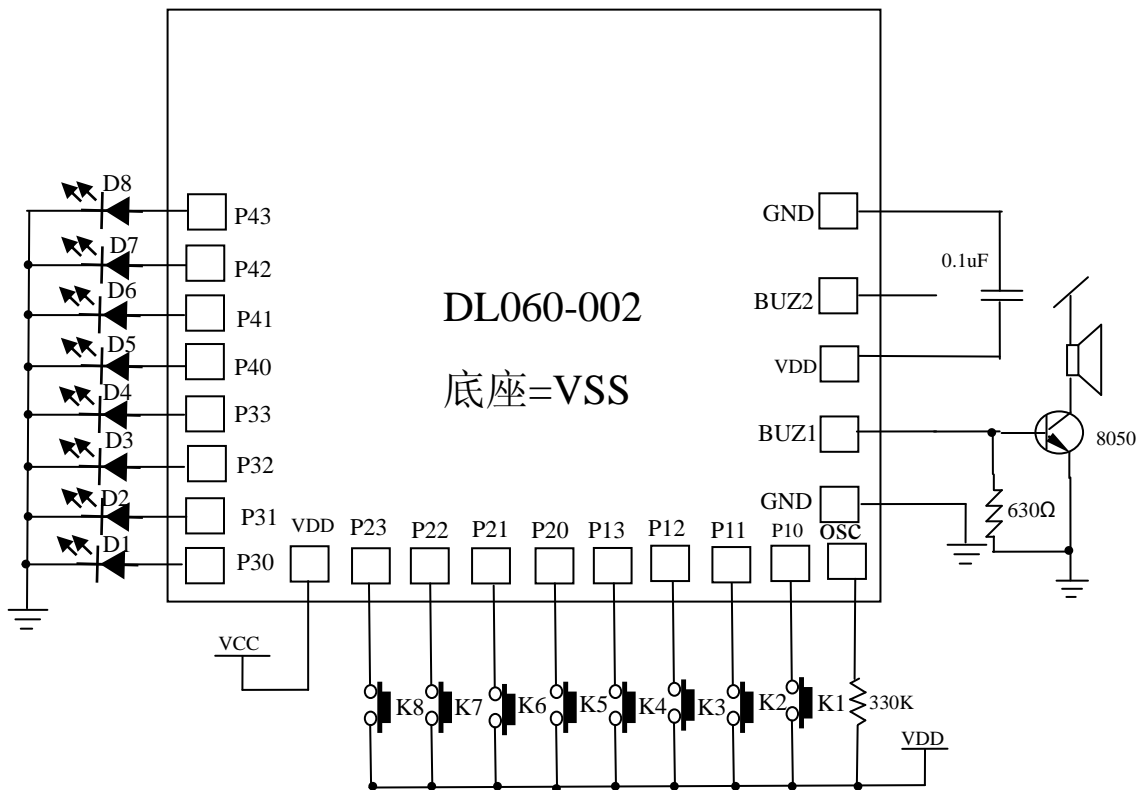 D8
P43
D7
P42
D6
P41
D5
P40
D4
P33
D3
P32
D2
P31
D1
P30
DL060-002
底座=VSS
GND
0.1uF
BUZ2
VDD
BUZ1
8050
GND
630Ω
VDD
P23
P22
P21
P20
P13
P12
P11
P10
OSC
VCC
K8
K7
K6
K5
K4
K3
K2
K1
330K
VDD